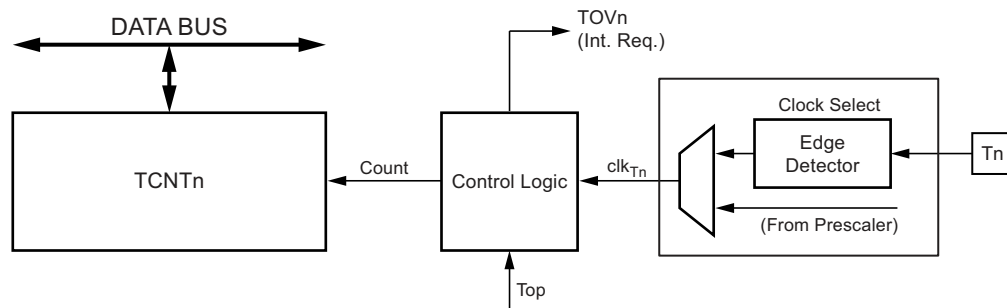 DATA BUS
TOVn
(Int. Req.)
Clock Select
Edge
Detector
Tn
TCNTn
Count
Control Logic
clkTn
(From Prescaler)
Top